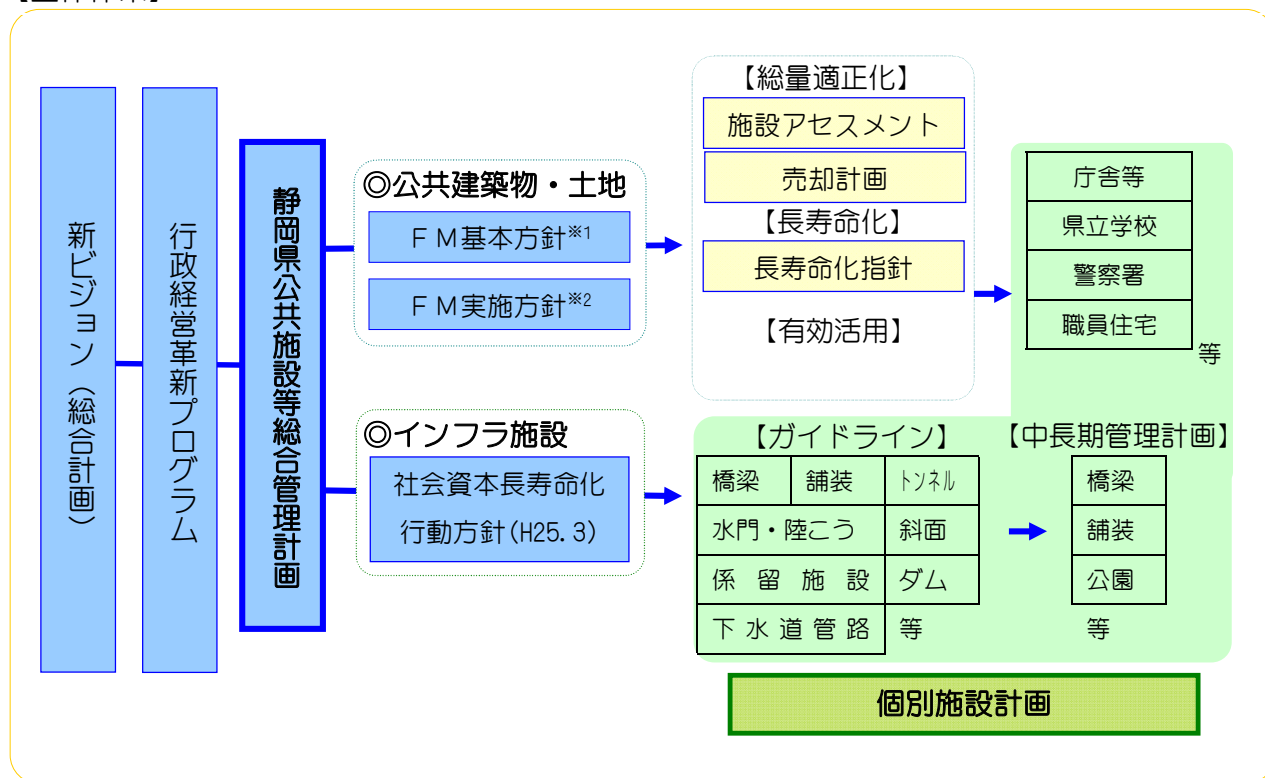 新ビジョン（総合計画）
行政経営革新プログラム
静岡県公共施設等総合管理計画
◎公共建築物・土地
ＦＭ基本方針※1
ＦＭ実施方針※2
【総量適正化】
施設アセスメント
売却計画
【長寿命化】
長寿命化指針
【有効活用】
庁舎等
県立学校
警察署
職員住宅
等
◎インフラ施設
社会資本長寿命化
行動方針(H25.3)
【ガイドライン】
橋梁 舗装 トンネル
水門・陸こう 斜面
係留施設 ダム
下水道管路 等
【中長期管理計画】
橋梁
舗装
公園
等
個別施設計画